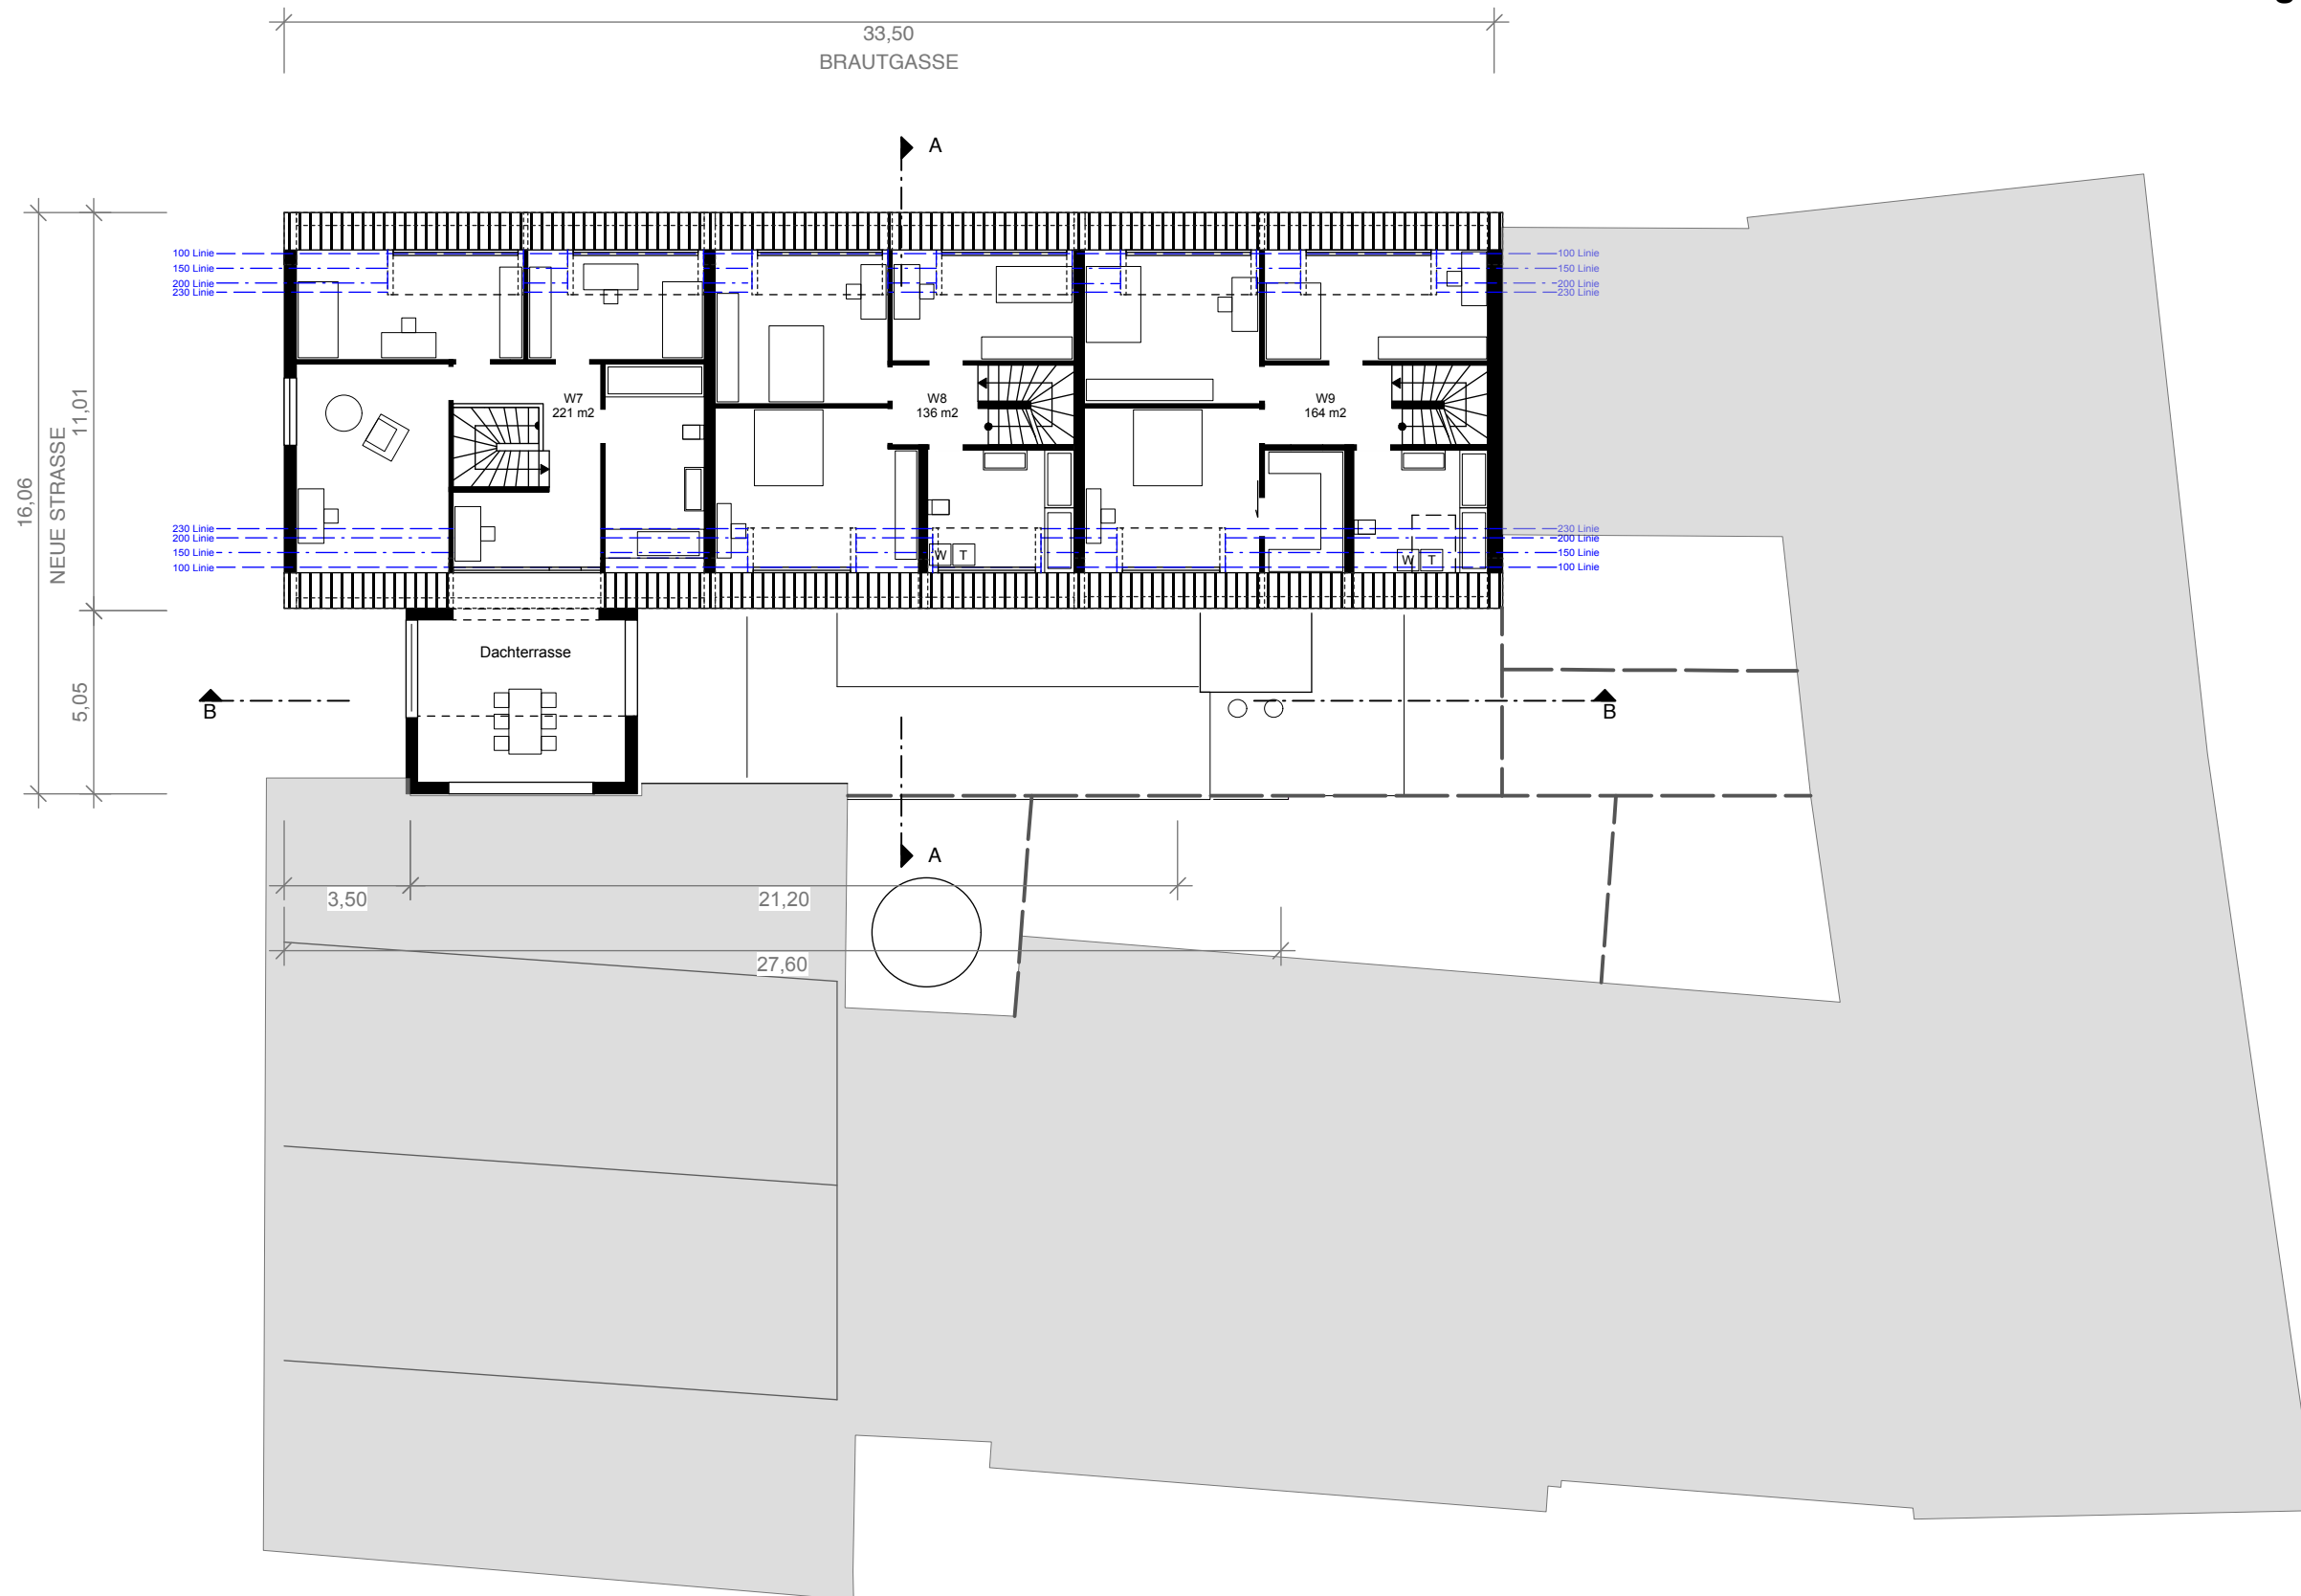 33,50
BRAUTGASSE
A
100 Linie
150 Linie
200 Linie
230 Linie
100 Linie
150 Linie
200 Linie
230 Linie
W7
221 m2
W8
136 m2
W9
164 m2
16,06
NEUE STRASSE
11,01
5,05
230 Linie
200 Linie
150 Linie
100 Linie
230 Linie
200 Linie
150 Linie
100 Linie
W T
W T
Dachterrasse
B
B
A
3,50
21,20
27,60